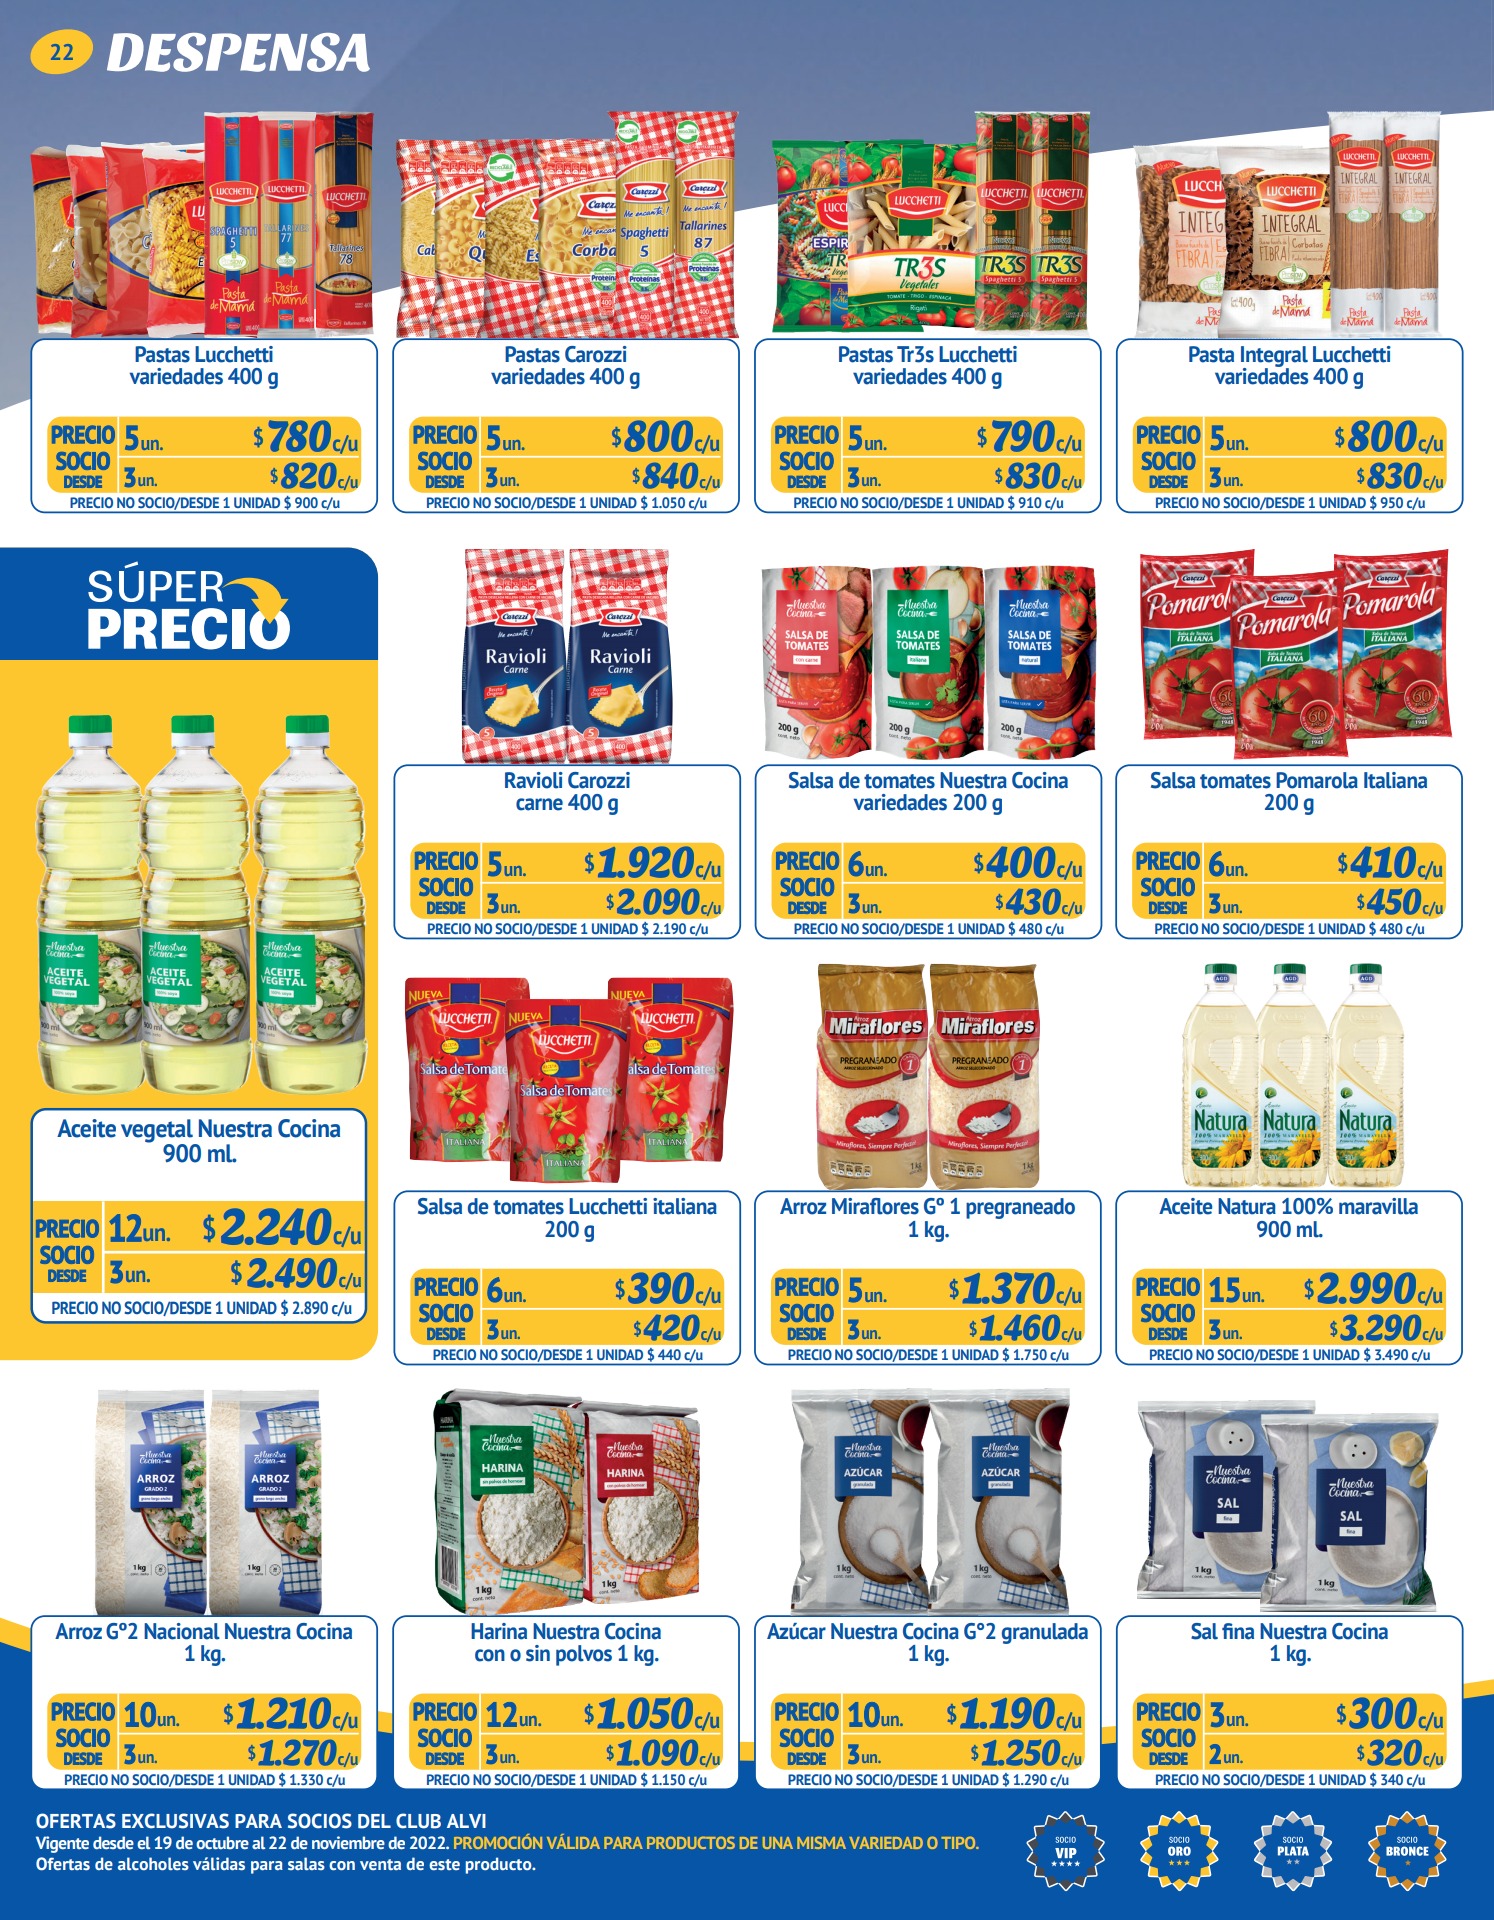 22 DESPENSA
Pastas Lucchetti
variedades 400 g
PRECIO SOCIO DESDE
5un. $780c/u
3un. $820c/u
PRECIO NO SOCIO/DESDE 1 UNIDAD $ 900 c/u
Pastas Carozzi
variedades 400 g
PRECIO SOCIO DESDE
5un. $800c/u
3un. $840c/u
PRECIO NO SOCIO/DESDE 1 UNIDAD $ 1.050 c/u
Pastas Tr3s Lucchetti
variedades 400 g
PRECIO SOCIO DESDE
5un. $790c/u
3un. $830c/u
PRECIO NO SOCIO/DESDE 1 UNIDAD $ 910 c/u
Pasta Integral Lucchetti
variedades 400 g
PRECIO SOCIO DESDE
5un. $800c/u
3un. $830c/u
PRECIO NO SOCIO/DESDE 1 UNIDAD $ 950 c/u
SÚPER
PRECIO
Aceite vegetal Nuestra Cocina
900 ml.
PRECIO SOCIO DESDE
12un. $2.240c/u
3un. $2.490c/u
PRECIO NO SOCIO/DESDE 1 UNIDAD $ 2.890 c/u
Ravioli Carozzi
carne 400 g
PRECIO SOCIO DESDE
5un. $1.920c/u
3un. $2.090c/u
PRECIO NO SOCIO/DESDE 1 UNIDAD $ 2.190 c/u
Salsa de tomates Nuestra Cocina
variedades 200 g
PRECIO SOCIO DESDE
6un. $400c/u
3un. $430c/u
PRECIO NO SOCIO/DESDE 1 UNIDAD $ 480 c/u
Salsa tomates Pomarola Italiana
200 g
PRECIO SOCIO DESDE
6un. $410c/u
3un. $450c/u
PRECIO NO SOCIO/DESDE 1 UNIDAD $ 480 c/u
Salsa de tomates Lucchetti italiana
200 g
PRECIO SOCIO DESDE
6un. $390c/u
3un. $420c/u
PRECIO NO SOCIO/DESDE 1 UNIDAD $ 440 c/u
Arroz Miraflores Gº 1 pregraneado
1 kg.
PRECIO SOCIO DESDE
5un. $1.370c/u
3un. $1.460c/u
PRECIO NO SOCIO/DESDE 1 UNIDAD $ 1.750 c/u
Aceite Natura 100% maravilla
900 ml.
PRECIO SOCIO DESDE
15un. $2.990c/u
3un. $3.290c/u
PRECIO NO SOCIO/DESDE 1 UNIDAD $ 3.490 c/u
Arroz Gº2 Nacional Nuestra Cocina
1 kg.
PRECIO SOCIO DESDE
10un. $1.210c/u
3un. $1.270c/u
PRECIO NO SOCIO/DESDE 1 UNIDAD $ 1.330 c/u
Harina Nuestra Cocina
con o sin polvos 1 kg.
PRECIO SOCIO DESDE
12un. $1.050c/u
3un. $1.090c/u
PRECIO NO SOCIO/DESDE 1 UNIDAD $ 1.150 c/u
Azúcar Nuestra Cocina G°2 granulada
1 kg.
PRECIO SOCIO DESDE
10un. $1.190c/u
3un. $1.250c/u
PRECIO NO SOCIO/DESDE 1 UNIDAD $ 1.290 c/u
Sal fina Nuestra Cocina
1 kg.
PRECIO SOCIO DESDE
3un. $300c/u
2un. $320c/u
PRECIO NO SOCIO/DESDE 1 UNIDAD $ 340 c/u
OFERTAS EXCLUSIVAS PARA SOCIOS DEL CLUB ALVI
Vigente desde el 19 de octubre al 22 de noviembre de 2022. PROMOCIÓN VÁLIDA PARA PRODUCTOS DE UNA MISMA VARIEDAD O TIPO.
Ofertas de alcoholes válidas para salas con venta de este producto.
SOCIO VIP
SOCIO ORO
SOCIO PLATA
SOCIO BRONCE